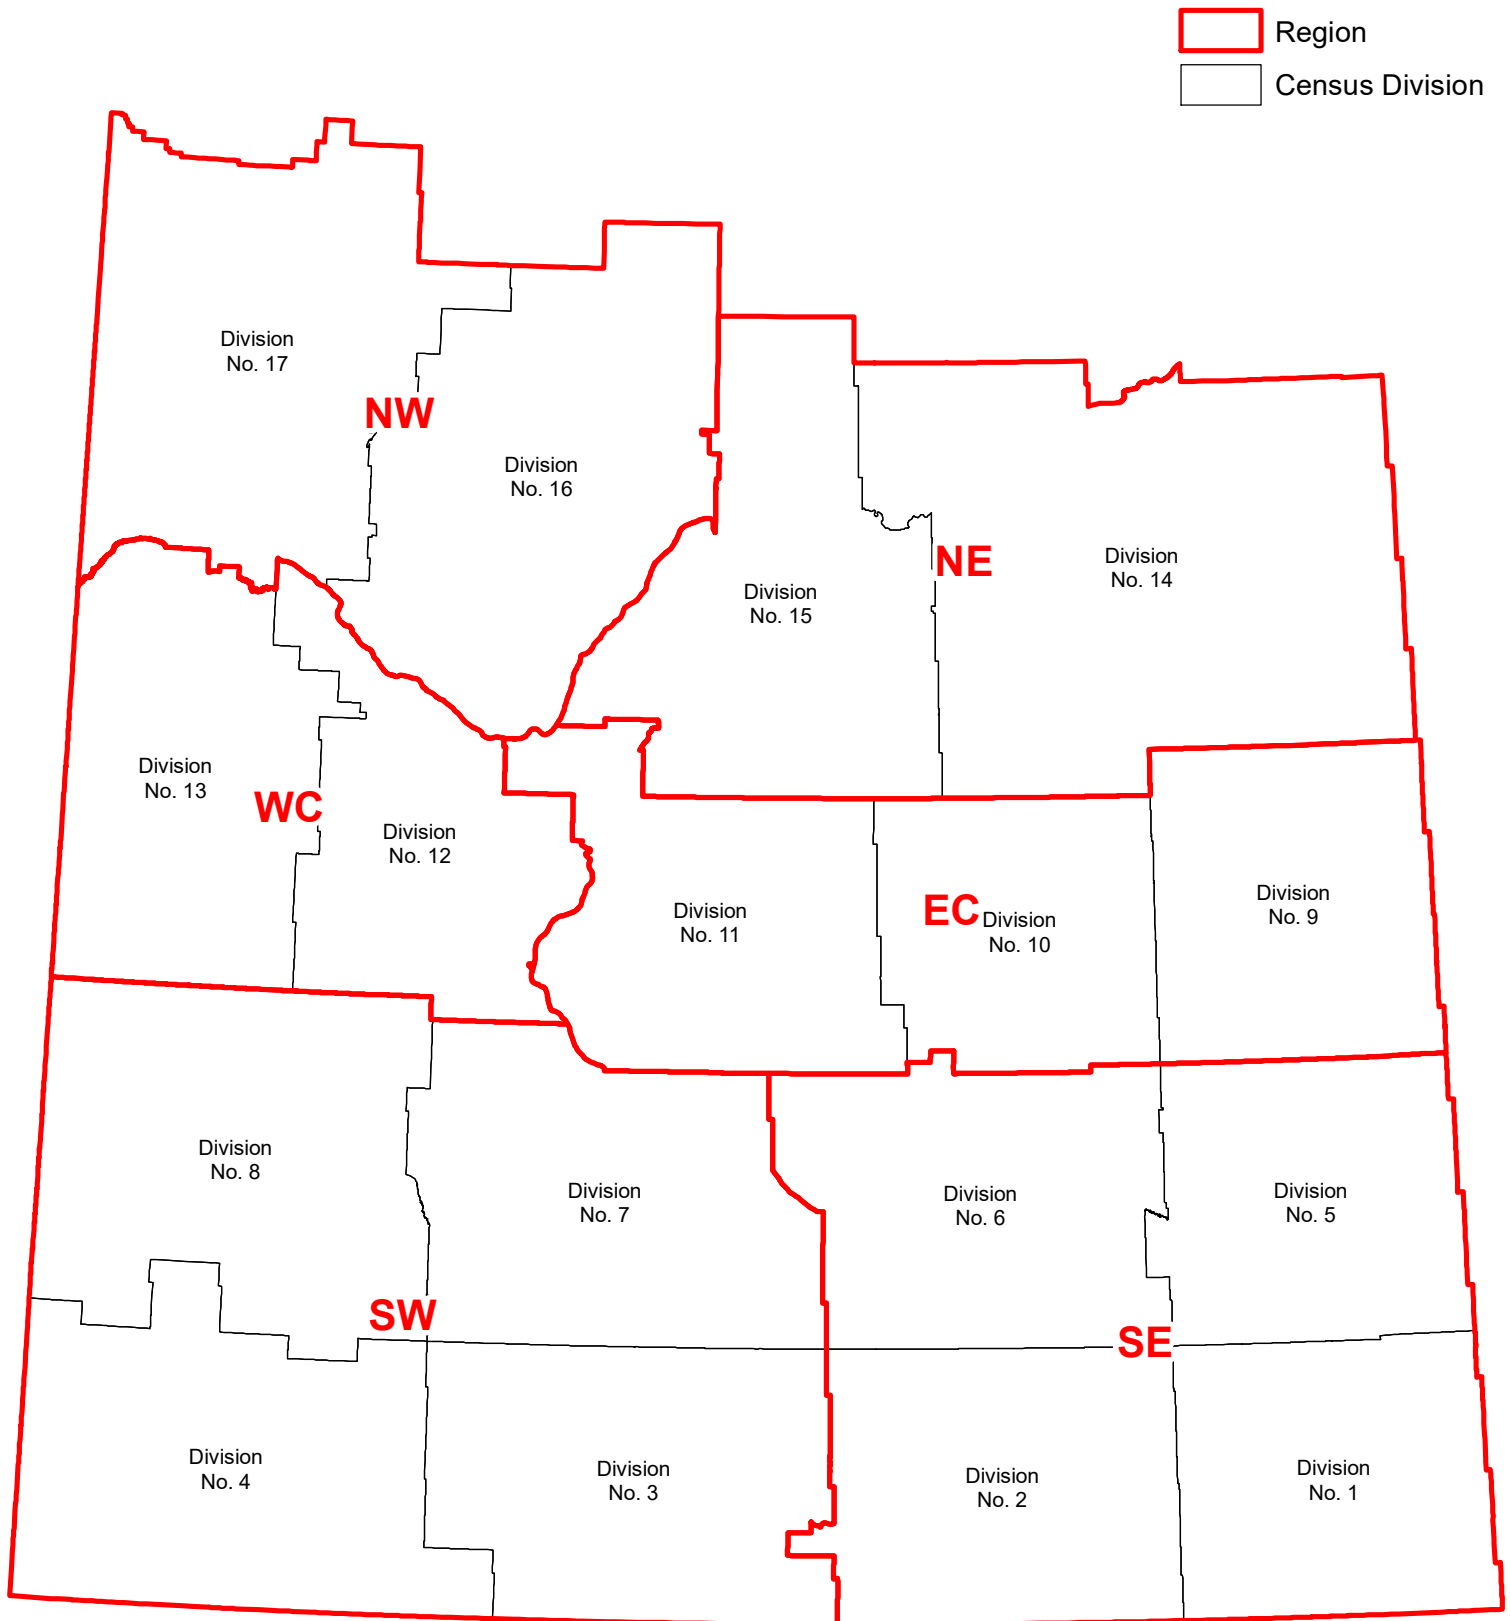 Region
Census Division
Division
No. 17
NW
Division
No. 16
Division
No. 15
NE
Division
No. 14
Division
No. 13
WC
Division
No. 12
Division
No. 11
EC
Division
No. 10
Division
No. 9
Division
No. 8
Division
No. 7
Division
No. 6
Division
No. 5
SW
SE
Division
No. 4
Division
No. 3
Division
No. 2
Division
No. 1